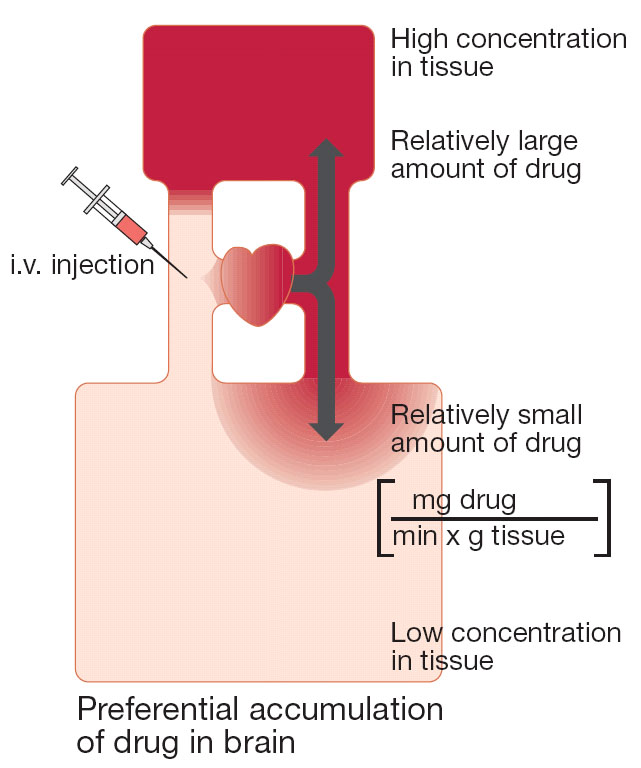 High concentration
in tissue
Relatively large
amount of drug
i.v. injection
Relatively small
amount of drug
mg drug
min x g tissue
Low concentration
in tissue
Preferential accumulation
of drug in brain